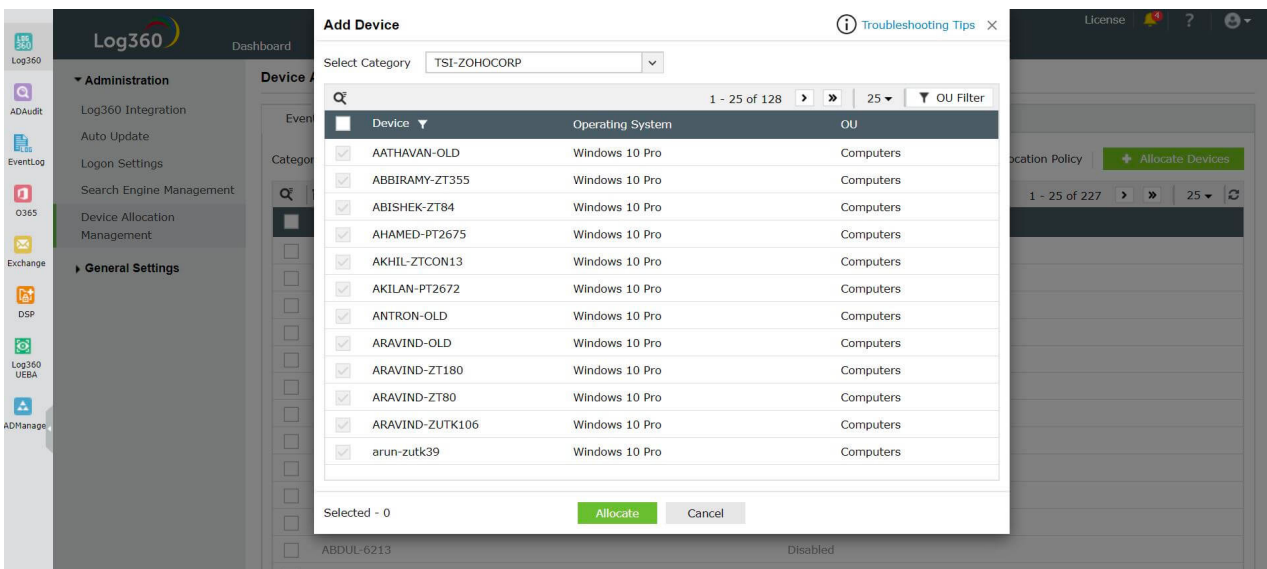 Log360
ADAudit
EventLog
O365
Exchange
DSP
Log360
UEBA
ADManage
Log360
Dashboard
License
4
?
Administration
Log360 Integration
Auto Update
Logon Settings
Search Engine Management
Device Allocation
Management
General Settings
Device A
Even
Categor
ocation Policy
+ Allocate Devices
1 - 25 of 227 > » 25
ABDUL-6213 Disabled
Add Device
Troubleshooting Tips
Select Category TSI-ZOHOCORP
1 - 25 of 128 > » 25 OU Filter
Device Operating System OU
AATHAVAN-OLD Windows 10 Pro Computers
ABBIRAMY-ZT355 Windows 10 Pro Computers
ABISHEK-ZT84 Windows 10 Pro Computers
AHAMED-PT2675 Windows 10 Pro Computers
AKHIL-ZTCON13 Windows 10 Pro Computers
AKILAN-PT2672 Windows 10 Pro Computers
ANTRON-OLD Windows 10 Pro Computers
ARAVIND-OLD Windows 10 Pro Computers
ARAVIND-ZT180 Windows 10 Pro Computers
ARAVIND-ZT80 Windows 10 Pro Computers
ARAVIND-ZUTK106 Windows 10 Pro Computers
arun-zutk39 Windows 10 Pro Computers
Selected - 0
Allocate
Cancel